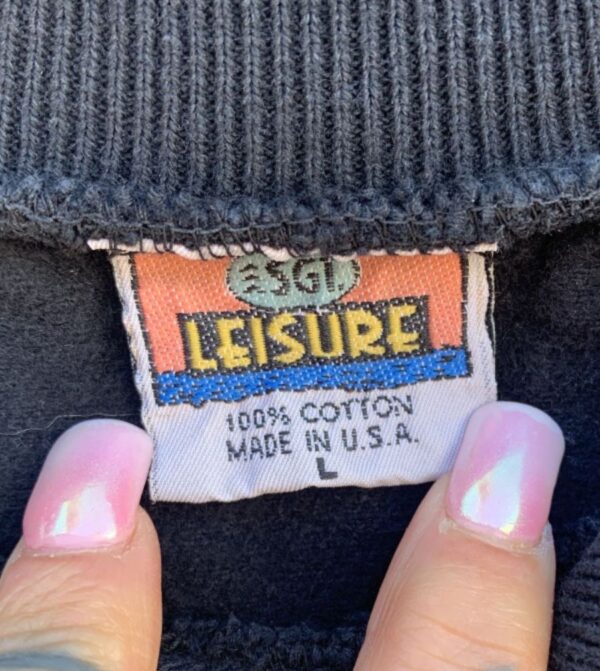 SGI
LEISURE
100% COTTON
MADE IN U.S.A.
L